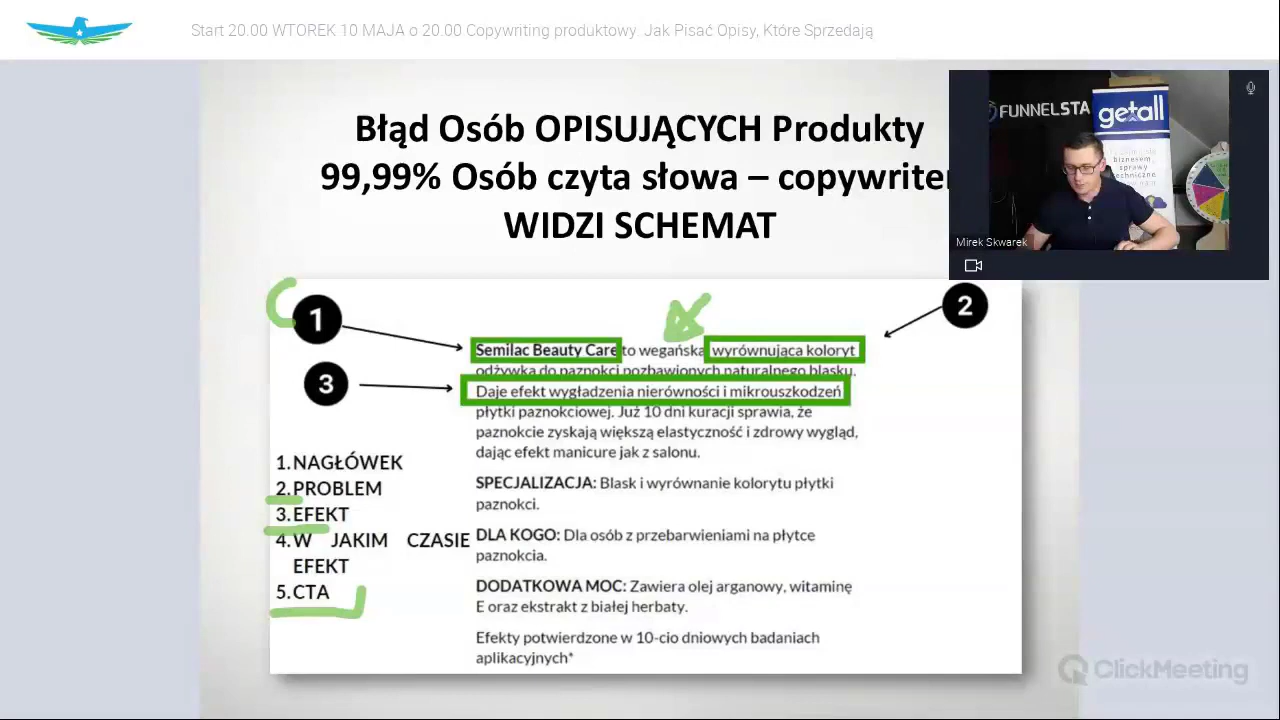 Start 20.00 WTOREK 10 MAJA o 20.00 Copywriting produktowy. Jak Pisać Opisy, Które Sprzedają
Błąd Osób OPISUJĄCYCH Produkty
99,99% Osób czyta słowa – copywriter
WIDZI SCHEMAT
FUNNELSTA
getall
biznesem
sprawy
techniczne
Mirek Skwarek
1
2
3
Semilac Beauty Care to wegańska wyrównująca koloryt
odżywka do paznokci pozbawionych naturalnego blasku.
Daje efekt wygładzenia nierówności i mikrouszkodzeń
płytki paznokciowej. Już 10 dni kuracji sprawia, że
paznokcie zyskają większą elastyczność i zdrowy wygląd,
dając efekt manicure jak z salonu.
SPECJALIZACJA: Blask i wyrównanie kolorytu płytki
paznokci.
DLA KOGO: Dla osób z przebarwieniami na płytce
paznokcia.
DODATKOWA MOC: Zawiera olej arganowy, witaminę
E oraz ekstrakt z białej herbaty.
Efekty potwierdzone w 10-cio dniowych badaniach
aplikacyjnych*
1.NAGŁÓWEK
2.PROBLEM
3.EFEKT
4.W JAKIM CZASIE
EFEKT
5.CTA
ClickMeeting